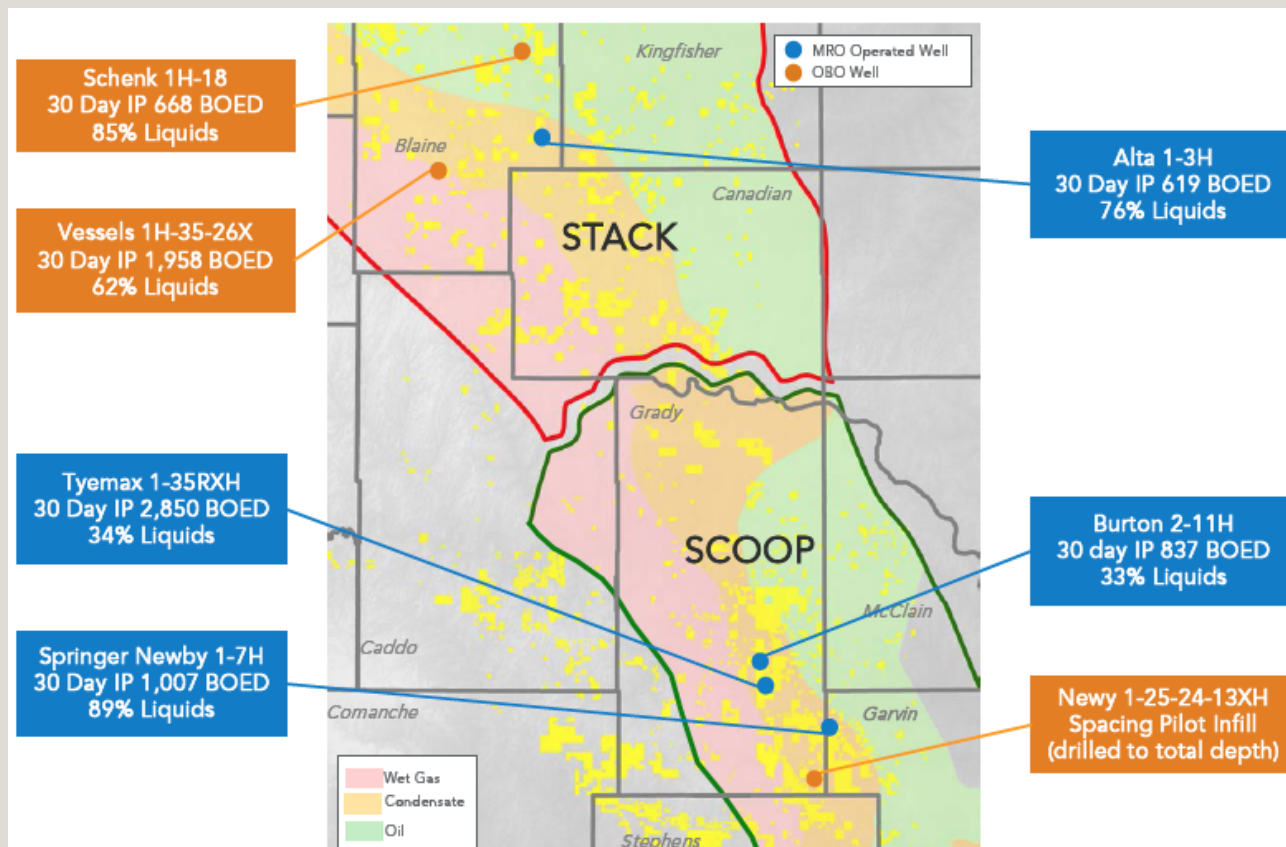 Schenk 1H-18
30 Day IP 668 BOED
85% Liquids
Vessels 1H-35-26X
30 Day IP 1,958 BOED
62% Liquids
Tyemax 1-35RXH
30 Day IP 2,850 BOED
34% Liquids
Springer Newby 1-7H
30 Day IP 1,007 BOED
89% Liquids
Kingfisher
Blaine
Canadian
STACK
Grady
SCOOP
McClain
Caddo
Comanche
Garvin
Stephens
Wet Gas
Condensate
Oil
MRO Operated Well
OBO Well
Alta 1-3H
30 Day IP 619 BOED
76% Liquids
Burton 2-11H
30 day IP 837 BOED
33% Liquids
Newy 1-25-24-13XH
Spacing Pilot Infill
(drilled to total depth)